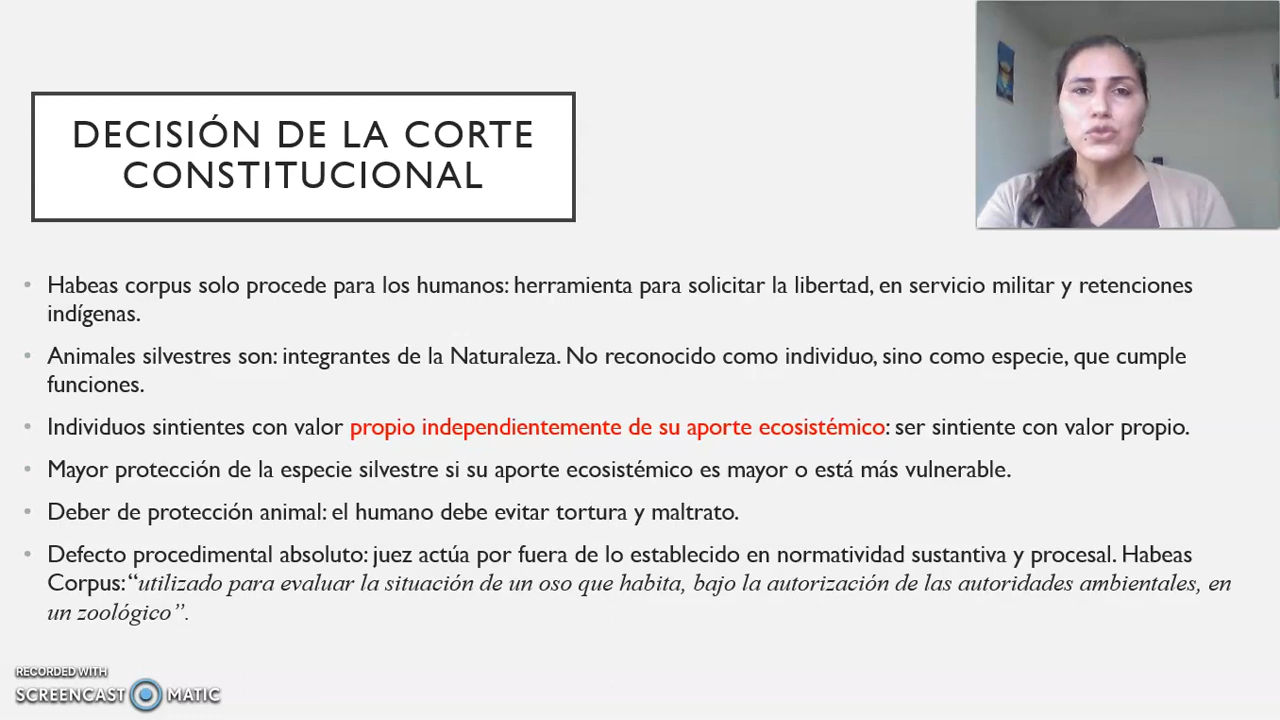 DECISIÓN DE LA CORTE
CONSTITUCIONAL
• Habeas corpus solo procede para los humanos: herramienta para solicitar la libertad, en servicio militar y retenciones
indígenas.
• Animales silvestres son: integrantes de la Naturaleza. No reconocido como individuo, sino como especie, que cumple
funciones.
• Individuos sintientes con valor propio independientemente de su aporte ecosistémico: ser sintiente con valor propio.
• Mayor protección de la especie silvestre si su aporte ecosistémico es mayor o está más vulnerable.
• Deber de protección animal: el humano debe evitar tortura y maltrato.
• Defecto procedimental absoluto: juez actúa por fuera de lo establecido en normatividad sustantiva y procesal. Habeas
Corpus: “utilizado para evaluar la situación de un oso que habita, bajo la autorización de las autoridades ambientales, en
un zoológico”.
RECORDED WITH
SCREENCAST MATIC